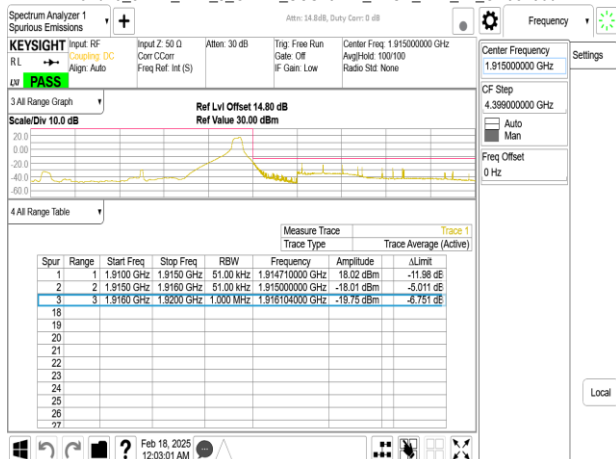 Spectrum Analyzer 1
Spurious Emissions
+
Attn: 14.8dB, Duty Corr: 0 dB
Frequency
KEYSIGHT
RL
LXI
PASS
Input: RF
Coupling: DC
Align: Auto
Input Z: 50 Ω
Corr CCorr
Freq Ref: Int (S)
Atten: 30 dB
Trig: Free Run
Gate: Off
IF Gain: Low
Center Freq: 1.915000000 GHz
Avg|Hold: 100/100
Radio Std: None
Center Frequency
1.915000000 GHz
Settings
CF Step
4.399000000 GHz
Auto
Man
Freq Offset
0 Hz
3 All Range Graph
Scale/Div 10.0 dB
Ref Lvl Offset 14.80 dB
Ref Value 30.00 dBm
20.0
0.00
-20.0
-40.0
-60.0
4 All Range Table
Measure Trace Trace 1
Trace Type Trace Average (Active)
Spur Range Start Freq Stop Freq RBW Frequency Amplitude ΔLimit
1 1 1.9100 GHz 1.9150 GHz 51.00 kHz 1.914710000 GHz 18.02 dBm -11.98 dB
2 2 1.9150 GHz 1.9160 GHz 51.00 kHz 1.915000000 GHz -18.01 dBm -5.011 dB
3 3 1.9160 GHz 1.9200 GHz 1.000 MHz 1.916104000 GHz -19.75 dBm -6.751 dB
18
19
20
21
22
23
24
25
26
27
Local
?
Feb 18, 2025
12:03:01 AM